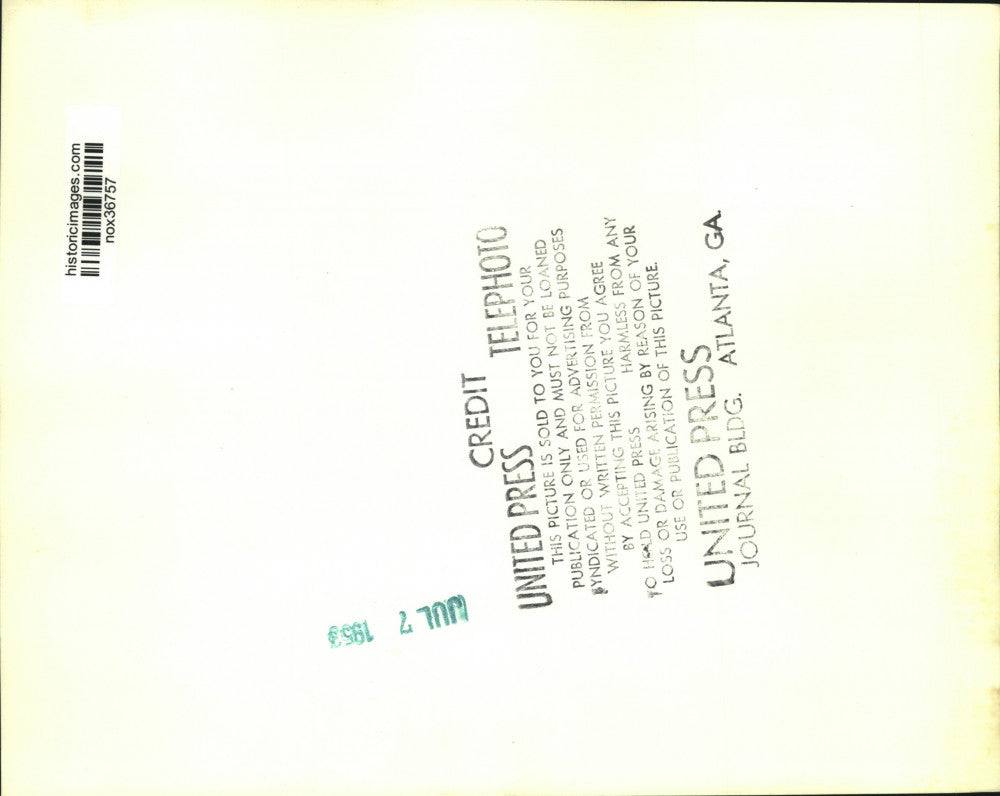 historicimages.com
nox36757
CREDIT
UNITED PRESS TELEPHOTO
THIS PICTURE IS SOLD TO YOU FOR YOUR
PUBLICATION ONLY AND MUST NOT BE LOANED
SYNDICATED OR USED FOR ADVERTISING PURPOSES
WITHOUT WRITTEN PERMISSION FROM
BY ACCEPTING THIS PICTURE YOU AGREE
TO HOLD UNITED PRESS HARMLESS FROM ANY
LOSS OR DAMAGE ARISING BY REASON OF YOUR
USE OR PUBLICATION OF THIS PICTURE.
UNITED PRESS
JOURNAL BLDG. ATLANTA, GA.
JUL 7 1953